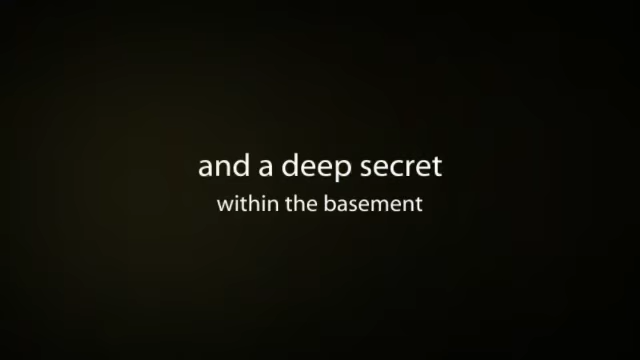 and a deep secret
within the basement